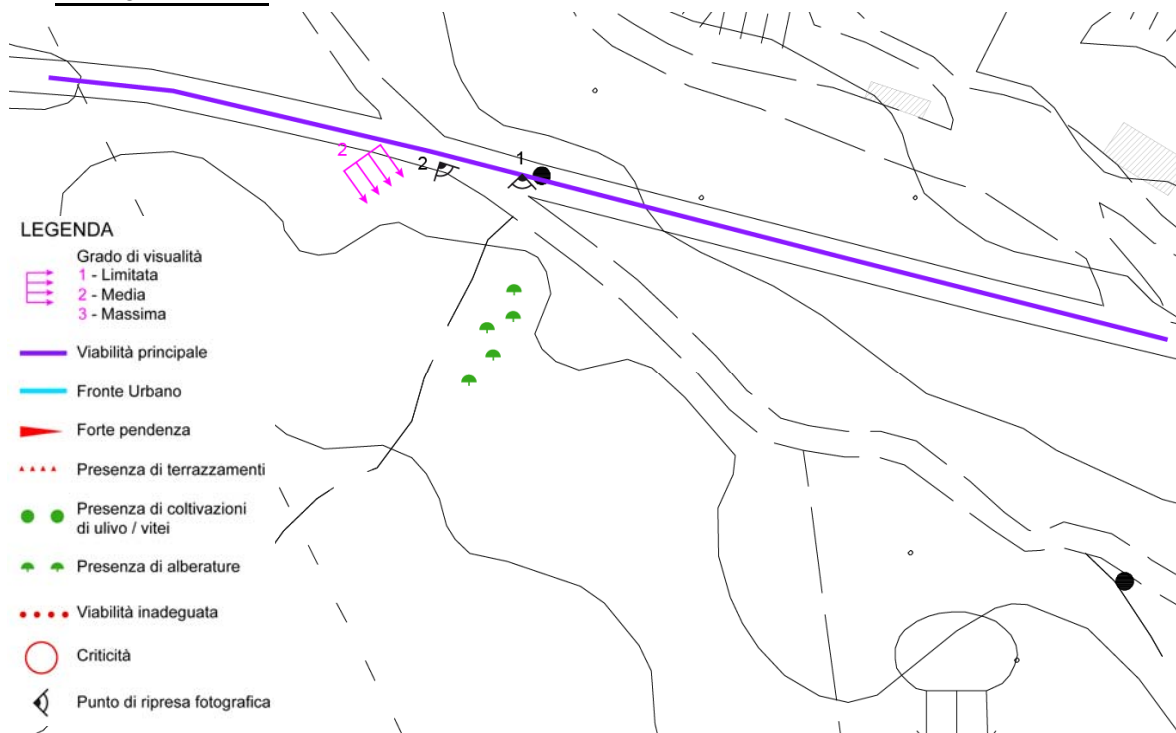 1
2
2
LEGENDA
Grado di visualità
1 - Limitata
2 - Media
3 - Massima
Viabilità principale
Fronte Urbano
Forte pendenza
Presenza di terrazzamenti
Presenza di coltivazioni
di ulivo / vitei
Presenza di alberature
Viabilità inadeguata
Criticità
Punto di ripresa fotografica